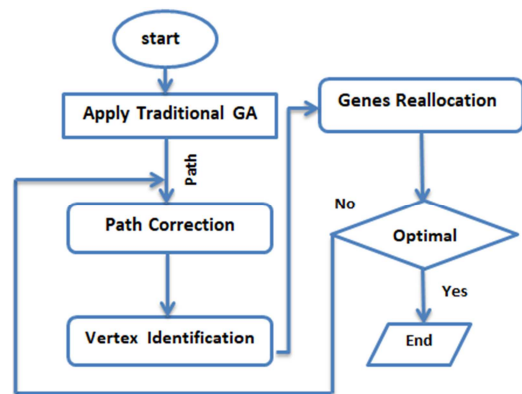 start
Apply Traditional GA
Path
Path Correction
Vertex Identification
Genes Reallocation
No
Optimal
Yes
End